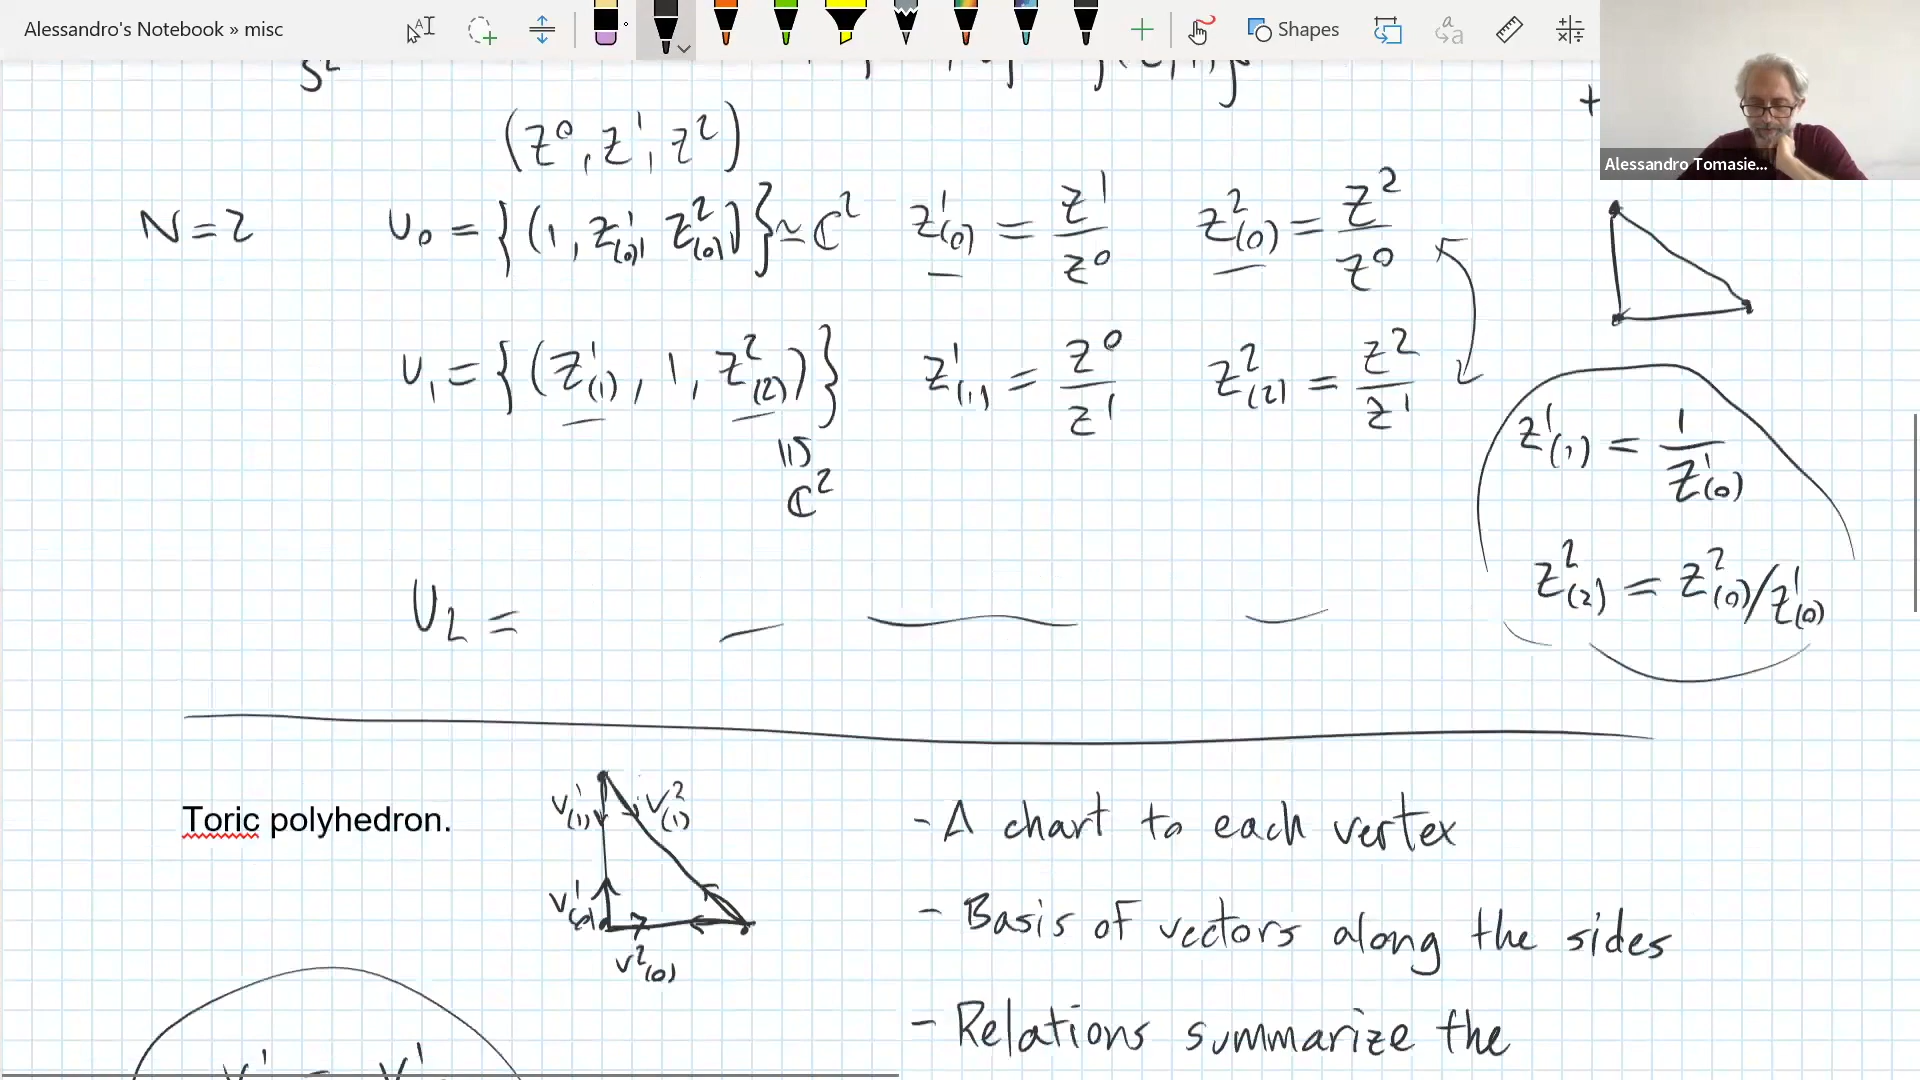 Alessandro's Notebook » misc
Shapes
Alessandro Tomasie...
S²
(z⁰, z¹, z²)
N = 2
U₀ = {(1, z¹₍₀₎, z²₍₀₎)} ≃ ℂ²
z¹₍₀₎ = z¹/z⁰
z²₍₀₎ = z²/z⁰
U₁ = {(z¹₍₁₎, 1, z²₍₂₎)}
z¹₍₁₎ = z⁰/z¹
z²₍₂₎ = z²/z¹
ℂ²
z¹₍₁₎ = 1/z¹₍₀₎
z²₍₂₎ = z²₍₀₎/z¹₍₀₎
U₂ =
Toric polyhedron.
v¹₍₁₎ v²₍₁₎
v¹₍₀₎
v²₍₀₎
- A chart to each vertex
- Basis of vectors along the sides
- Relations summarize the